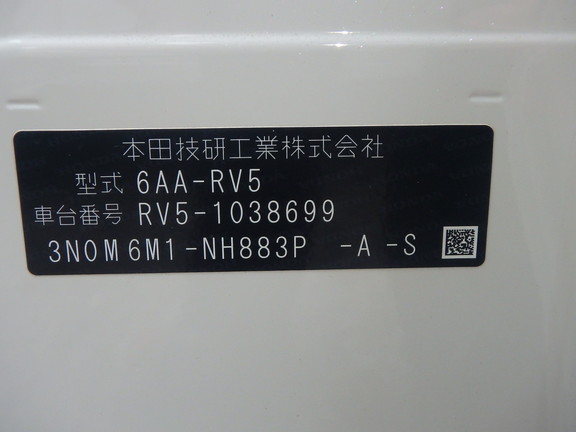 本田技研工業株式会社
型式 6AA-RV5
車台番号 RV5-1038699
3N0M6M1-NH883P -A -S